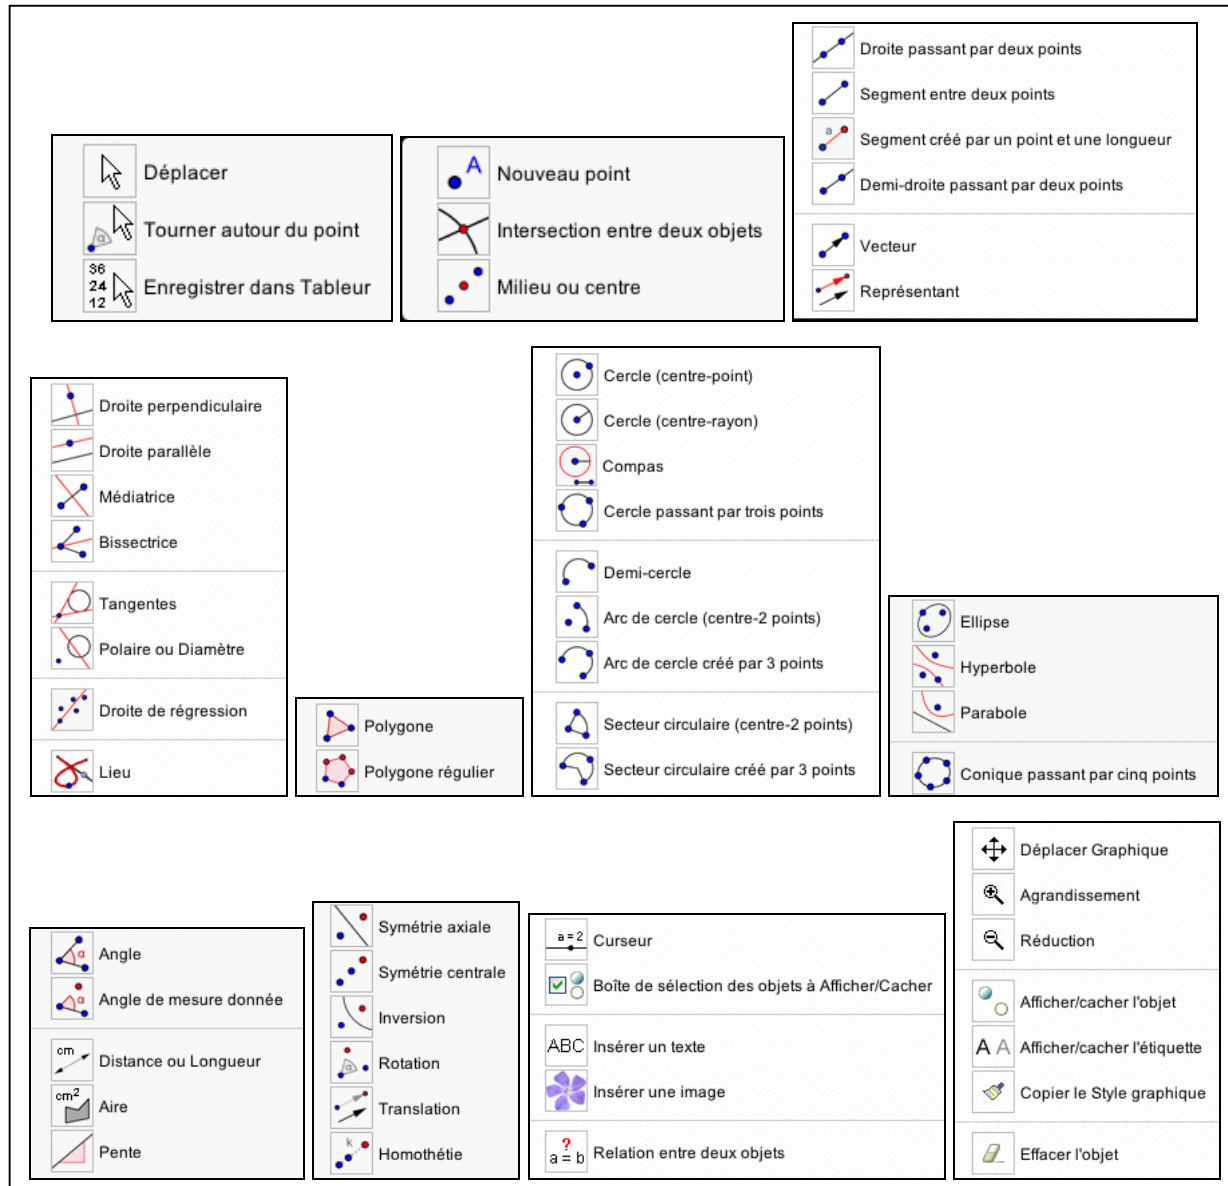 Déplacer
Tourner autour du point
36
24
12
Enregistrer dans Tableur
A
Nouveau point
Intersection entre deux objets
Milieu ou centre
Droite passant par deux points
Segment entre deux points
a
Segment créé par un point et une longueur
Demi-droite passant par deux points
Vecteur
Représentant
Droite perpendiculaire
Droite parallèle
Médiatrice
Bissectrice
Tangentes
Polaire ou Diamètre
Droite de régression
Lieu
Polygone
Polygone régulier
Cercle (centre-point)
Cercle (centre-rayon)
Compas
Cercle passant par trois points
Demi-cercle
Arc de cercle (centre-2 points)
Arc de cercle créé par 3 points
Secteur circulaire (centre-2 points)
Secteur circulaire créé par 3 points
Ellipse
Hyperbole
Parabole
Conique passant par cinq points
α
Angle
α
Angle de mesure donnée
cm
Distance ou Longueur
cm²
Aire
Pente
Symétrie axiale
Symétrie centrale
Inversion
α
Rotation
Translation
k
Homothétie
a=2
Curseur
Boîte de sélection des objets à Afficher/Cacher
ABC
Insérer un texte
Insérer une image
?
a = b
Relation entre deux objets
Déplacer Graphique
Agrandissement
Réduction
Afficher/cacher l'objet
A A
Afficher/cacher l'étiquette
Copier le Style graphique
Effacer l'objet